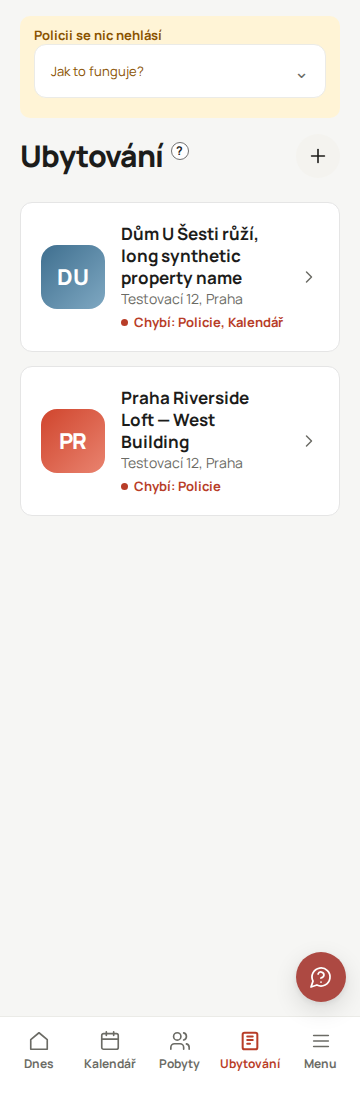 Policii se nic nehlásí
Jak to funguje?
Ubytování ?
DU
Dům U Šesti růží,
long synthetic
property name
Testovací 12, Praha
Chybí: Policie, Kalendář
PR
Praha Riverside
Loft — West
Building
Testovací 12, Praha
Chybí: Policie
Dnes
Kalendář
Pobyty
Ubytování
Menu